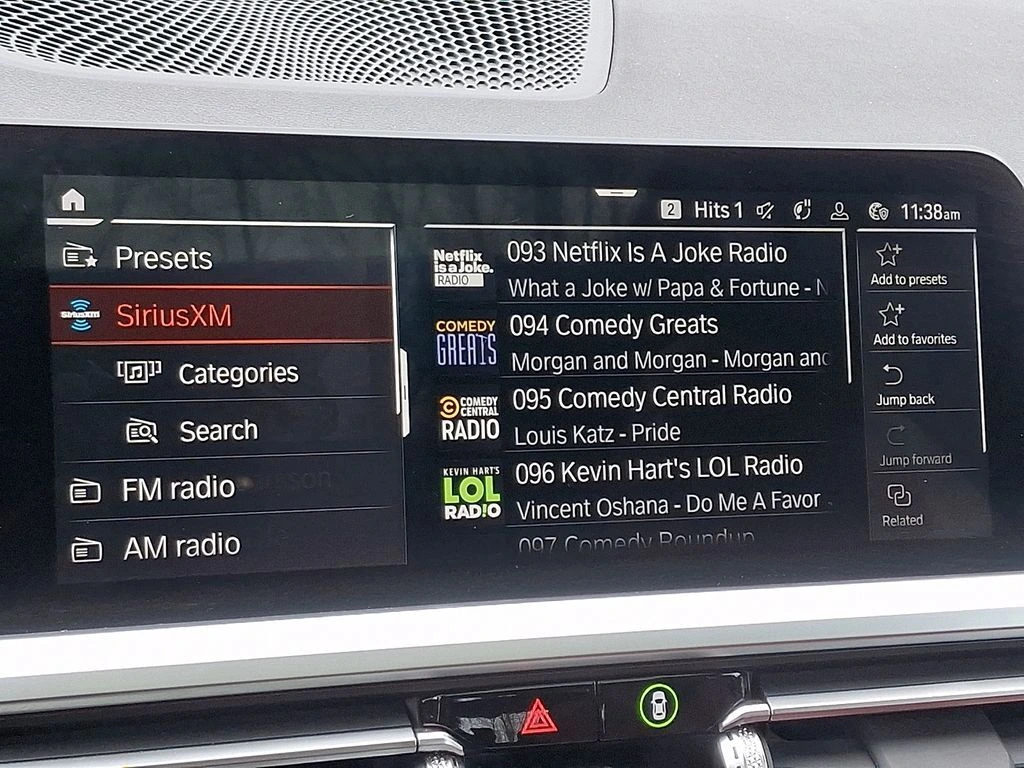 2 Hits 1 11:38am
Presets
SiriusXM
SiriusXM
Categories
Search
FM radio
AM radio
Netflix
is a Joke.
RADIO
093 Netflix Is A Joke Radio
What a Joke w/ Papa & Fortune - N
COMEDY
GREATS
094 Comedy Greats
Morgan and Morgan - Morgan and
COMEDY
CENTRAL
RADIO
095 Comedy Central Radio
Louis Katz - Pride
KEVIN HART'S
LOL
RAD!O
096 Kevin Hart's LOL Radio
Vincent Oshana - Do Me A Favor
097 Comedy Roundup
Add to presets
Add to favorites
Jump back
Jump forward
Related